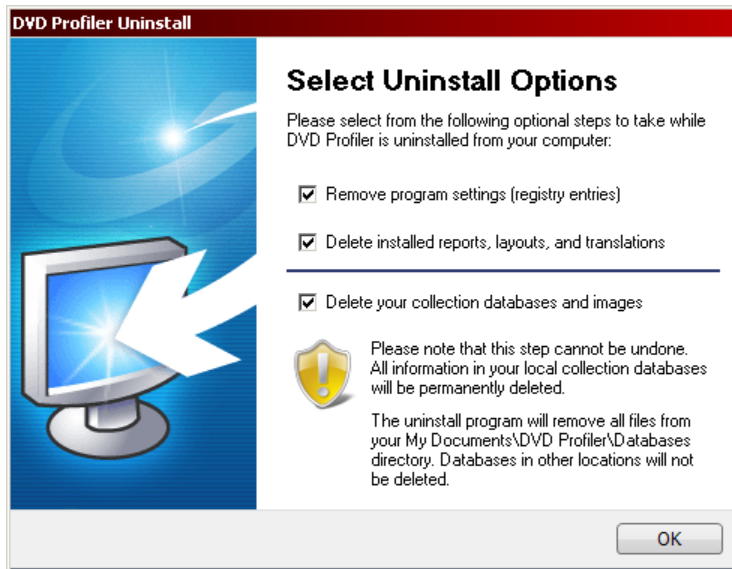 DVD Profiler Uninstall
Select Uninstall Options
Please select from the following optional steps to take while
DVD Profiler is uninstalled from your computer:
Remove program settings (registry entries)
Delete installed reports, layouts, and translations
Delete your collection databases and images
Please note that this step cannot be undone.
All information in your local collection databases
will be permanently deleted.
The uninstall program will remove all files from
your My Documents\DVD Profiler\Databases
directory. Databases in other locations will not
be deleted.
OK